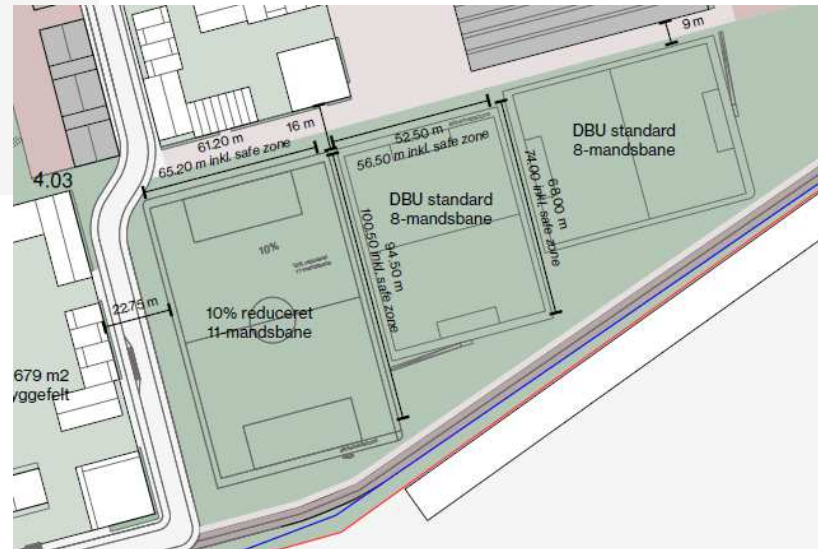 9 m
16 m
61.20 m
65.20 m inkl. safe zone
52.50 m
56.50 m inkl. safe zone
DBU standard
8-mandsbane
4.03
DBU standard
8-mandsbane
68.00 m
74.00 inkl. safe zone
94.50 m
100.50 inkl. safe zone
10%
22.75 m
10% reduceret
11-mandsbane
679 m2
yggefelt